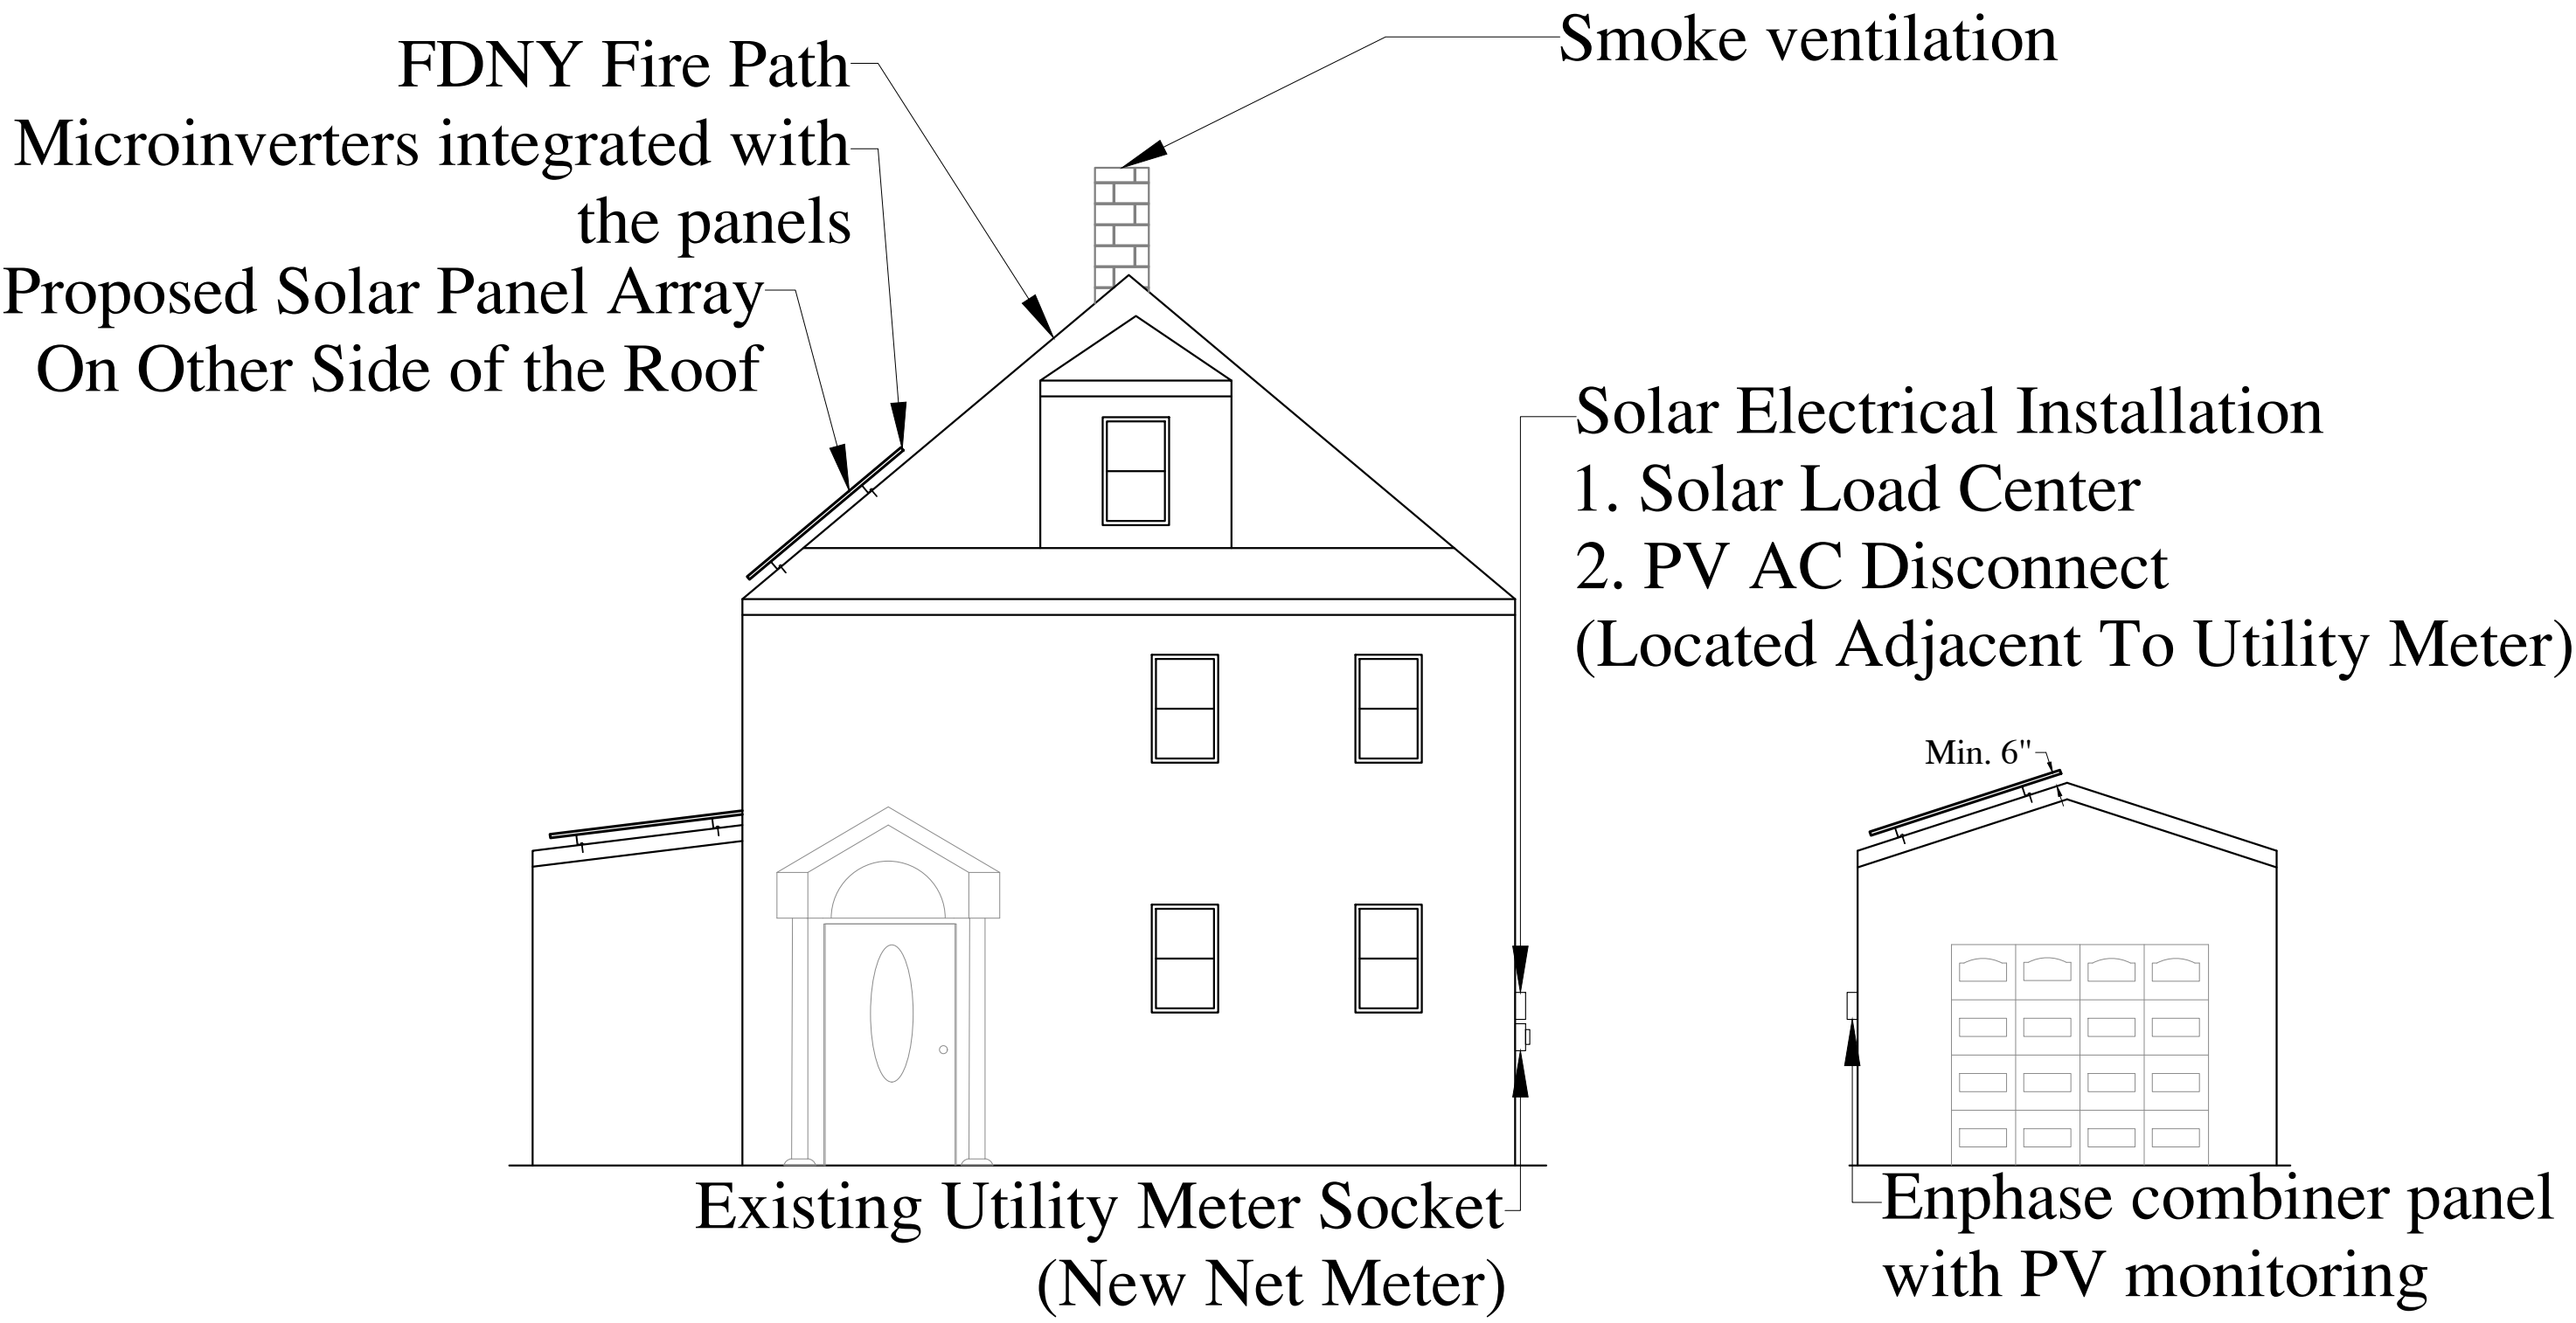 FDNY Fire Path
Microinverters integrated with
the panels
Proposed Solar Panel Array
On Other Side of the Roof
Smoke ventilation
Solar Electrical Installation
1. Solar Load Center
2. PV AC Disconnect
(Located Adjacent To Utility Meter)
Min. 6"
Existing Utility Meter Socket
(New Net Meter)
Enphase combiner panel
with PV monitoring